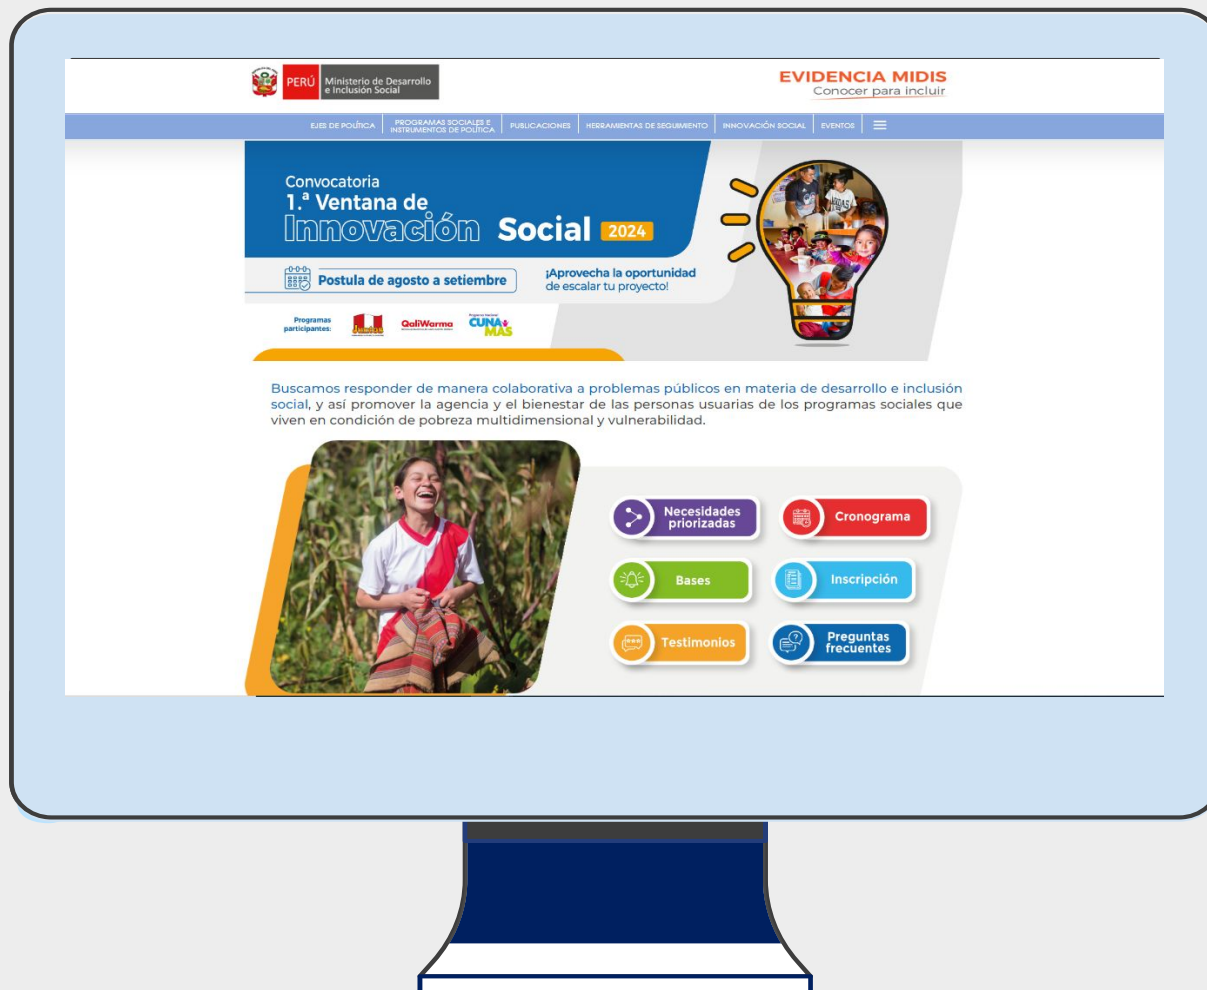 PERÚ
Ministerio de Desarrollo
e Inclusión Social
EVIDENCIA MIDIS
Conocer para incluir
EJES DE POLÍTICA
PROGRAMAS SOCIALES E
INSTRUMENTOS DE POLÍTICA
PUBLICACIONES
HERRAMIENTAS DE SEGUIMIENTO
INNOVACIÓN SOCIAL
EVENTOS
Convocatoria
1.ª Ventana de
Innovación Social 2024
Postula de agosto a setiembre
¡Aprovecha la oportunidad
de escalar tu proyecto!
Programas
participantes:
Juntos
QaliWarma
CUNA
MÁS
Buscamos responder de manera colaborativa a problemas públicos en materia de desarrollo e inclusión
social, y así promover la agencia y el bienestar de las personas usuarias de los programas sociales que
viven en condición de pobreza multidimensional y vulnerabilidad.
Necesidades
priorizadas
Cronograma
Bases
Inscripción
Testimonios
Preguntas
frecuentes